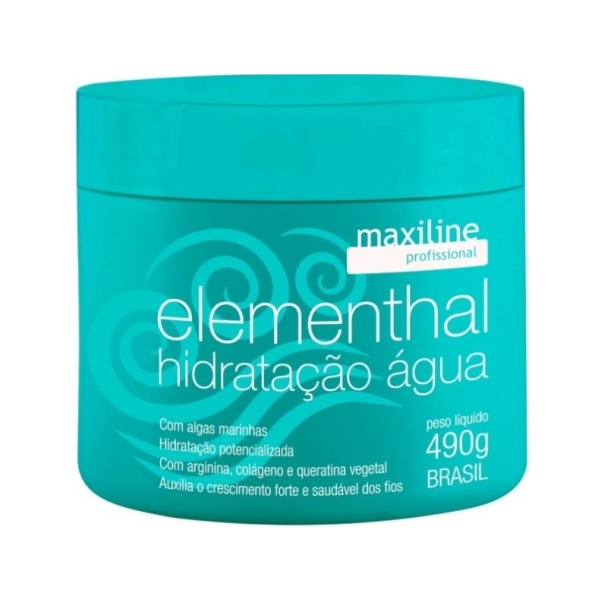 maxiline
profissional
elementhal
hidratação água
Com algas marinhas
Hidratação potencializada
Com arginina, colágeno e queratina vegetal
Auxilia o crescimento forte e saudável dos fios
peso líquido
490g
BRASIL